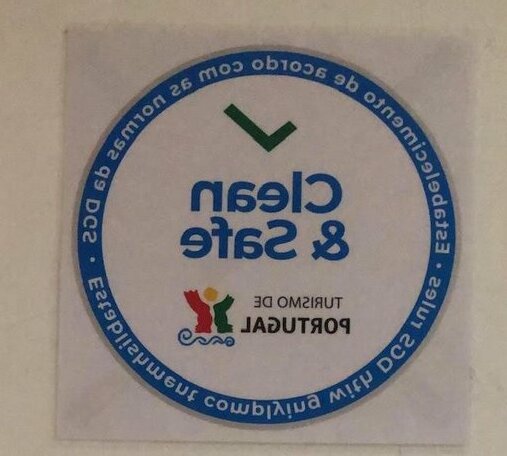 Estabelecimento de acordo com as normas da DGS ·
Clean
& Safe
TURISMO DE
PORTUGAL
Establishment complying with DGS rules ·